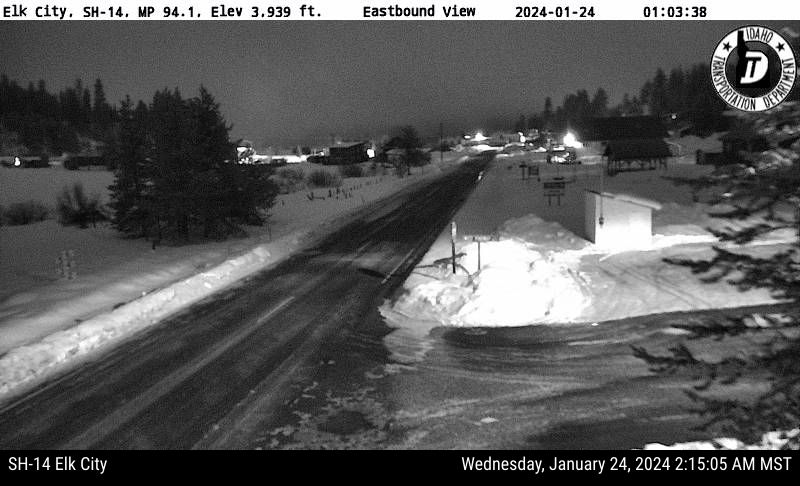 Elk City, SH-14, MP 94.1, Elev 3,939 ft. Eastbound View 2024-01-24 01:03:38
IDAHO
TRANSPORTATION DEPARTMENT
SH-14 Elk City Wednesday, January 24, 2024 2:15:05 AM MST